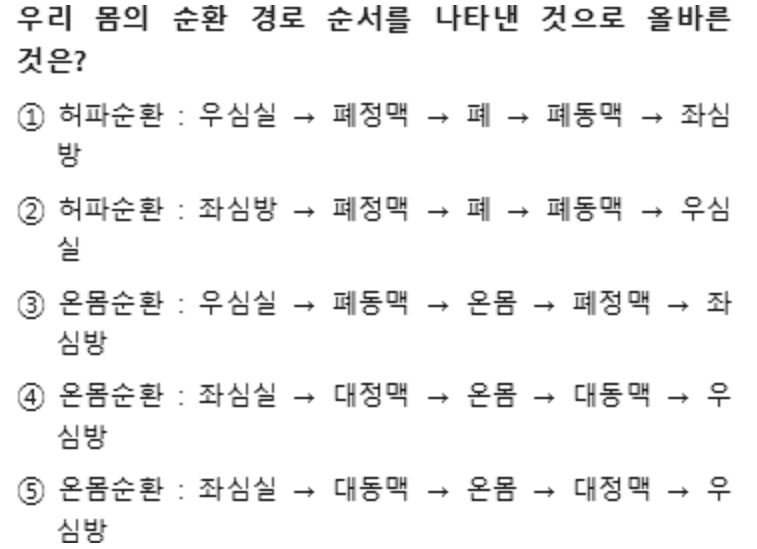 우리 몸의 순환 경로 순서를 나타낸 것으로 올바른
것은?
① 허파순환 : 우심실 → 폐정맥 → 폐 → 폐동맥 → 좌심
방
② 허파순환 : 좌심방 → 폐정맥 → 폐 → 폐동맥 → 우심
실
③ 온몸순환 : 우심실 → 폐동맥 → 온몸 → 폐정맥 → 좌
심방
④ 온몸순환 : 좌심실 → 대정맥 → 온몸 → 대동맥 → 우
심방
⑤ 온몸순환 : 좌심실 → 대동맥 → 온몸 → 대정맥 → 우
심방